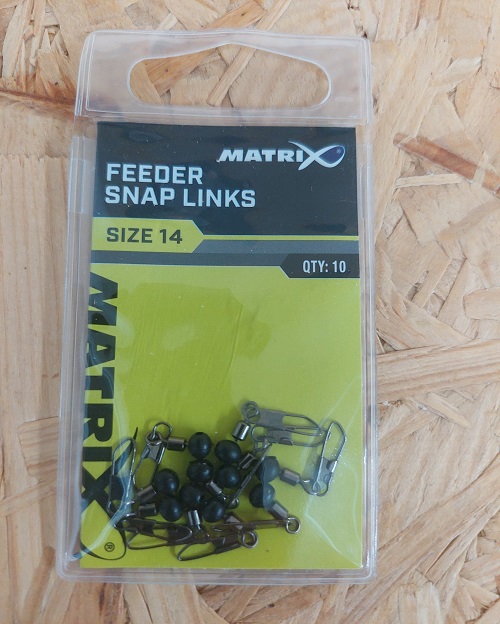 MATRIX
FEEDER
SNAP LINKS
SIZE 14
QTY: 10
MATRIX
®